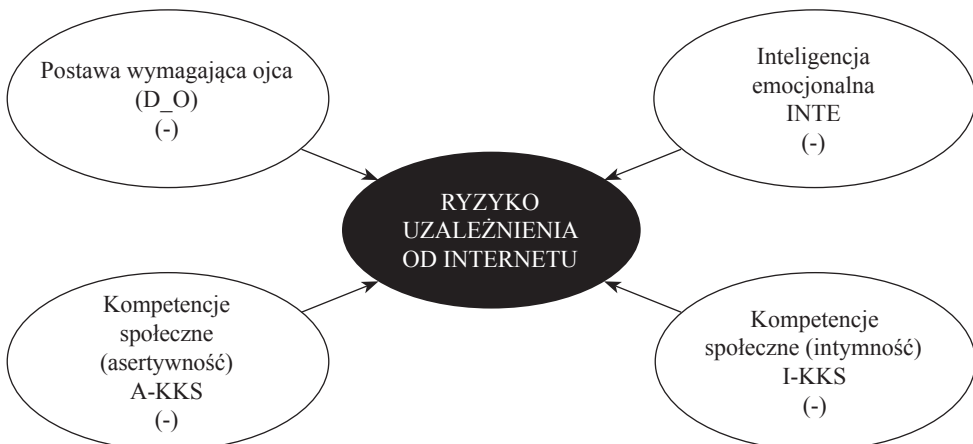 Postawa wymagająca ojca
(D_O)
(-)
Inteligencja
emocjonalna
INTE
(-)
RYZYKO
UZALEŻNIENIA
OD INTERNETU
Kompetencje
społeczne
(asertywność)
A-KKS
(-)
Kompetencje
społeczne (intymność)
I-KKS
(-)